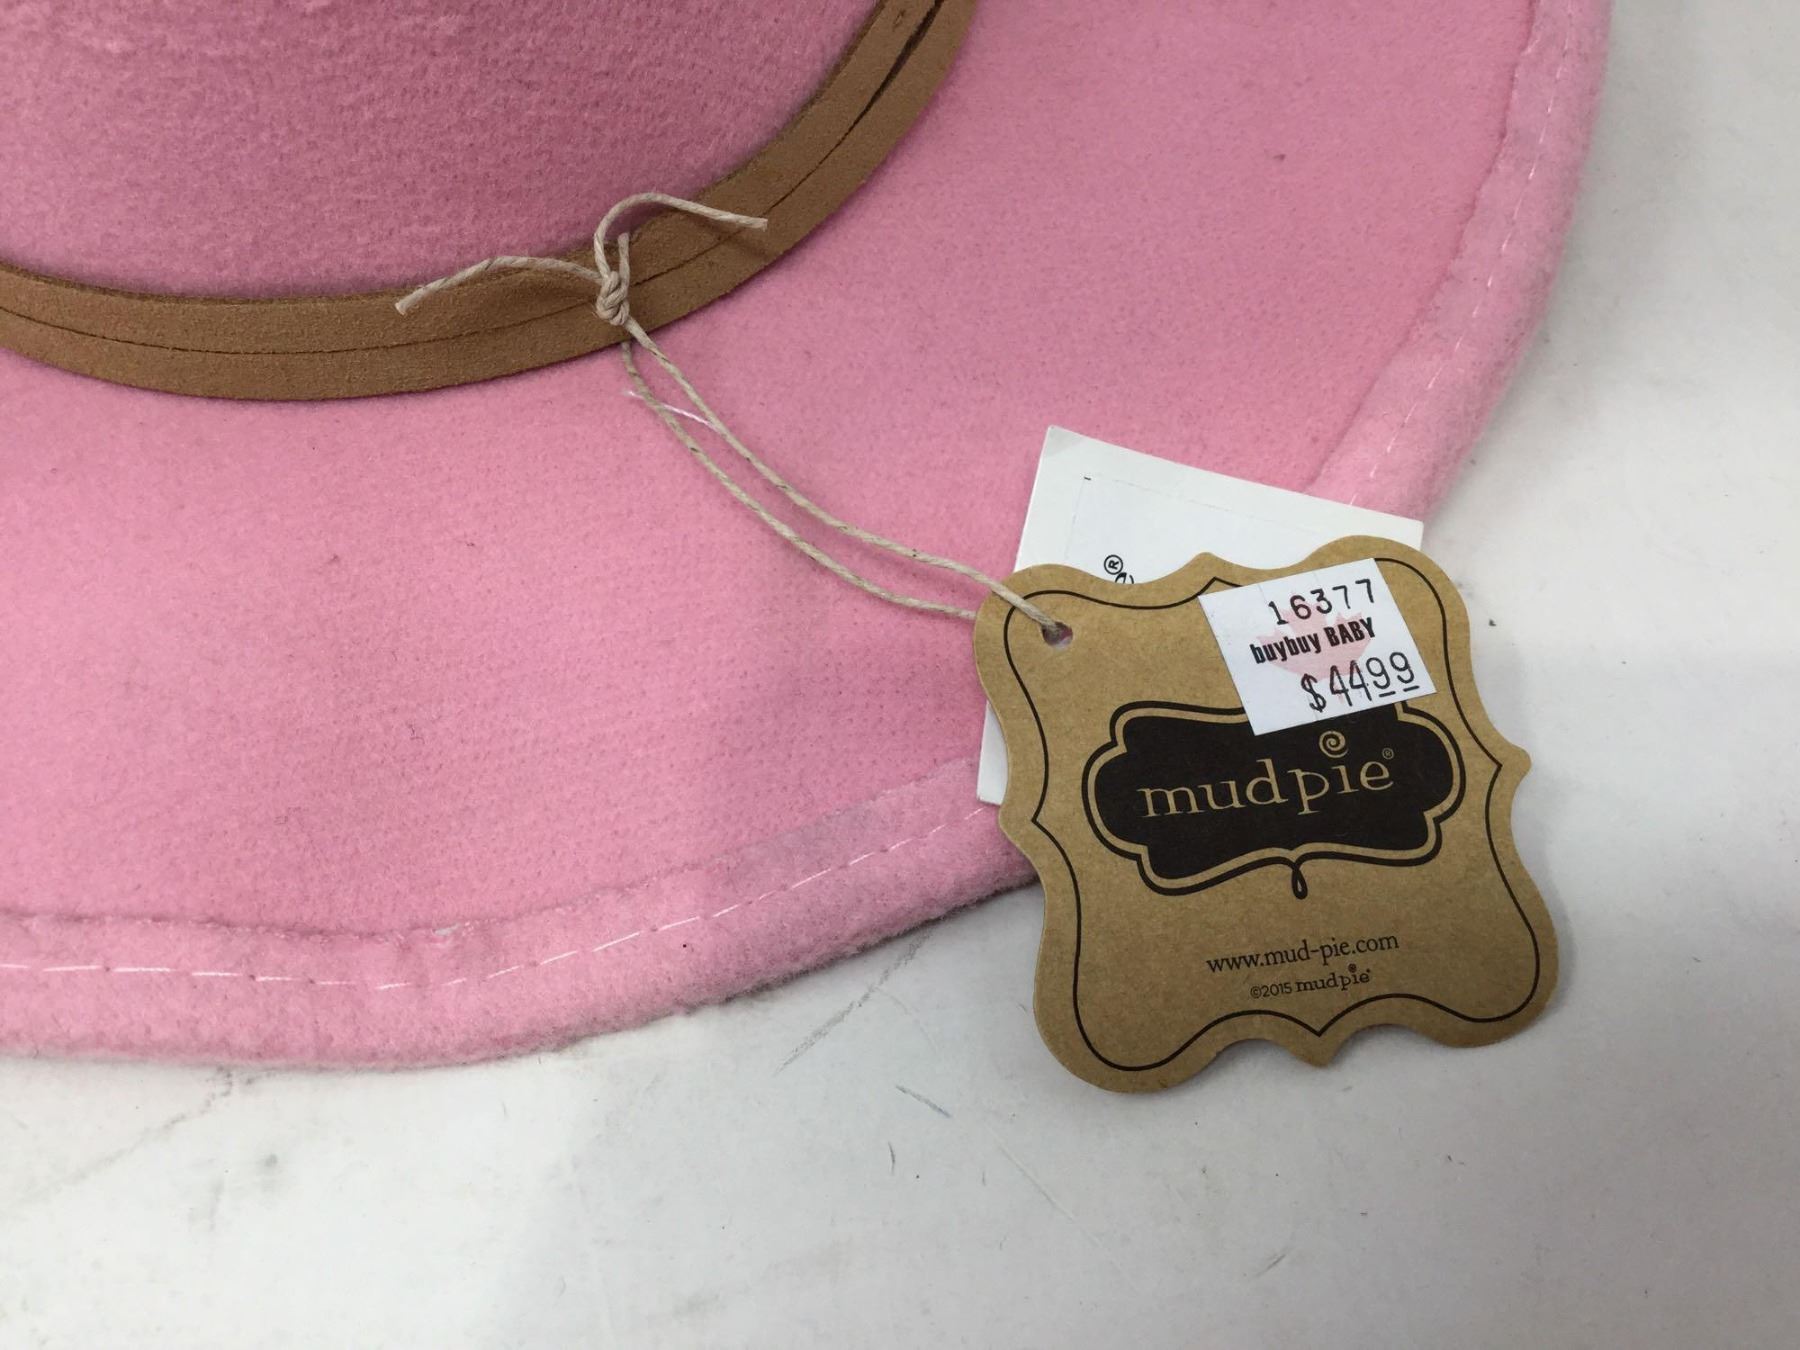 16377
buybuy BABY
$4499
mudpie®
www.mud-pie.com
©2015 mudpie®